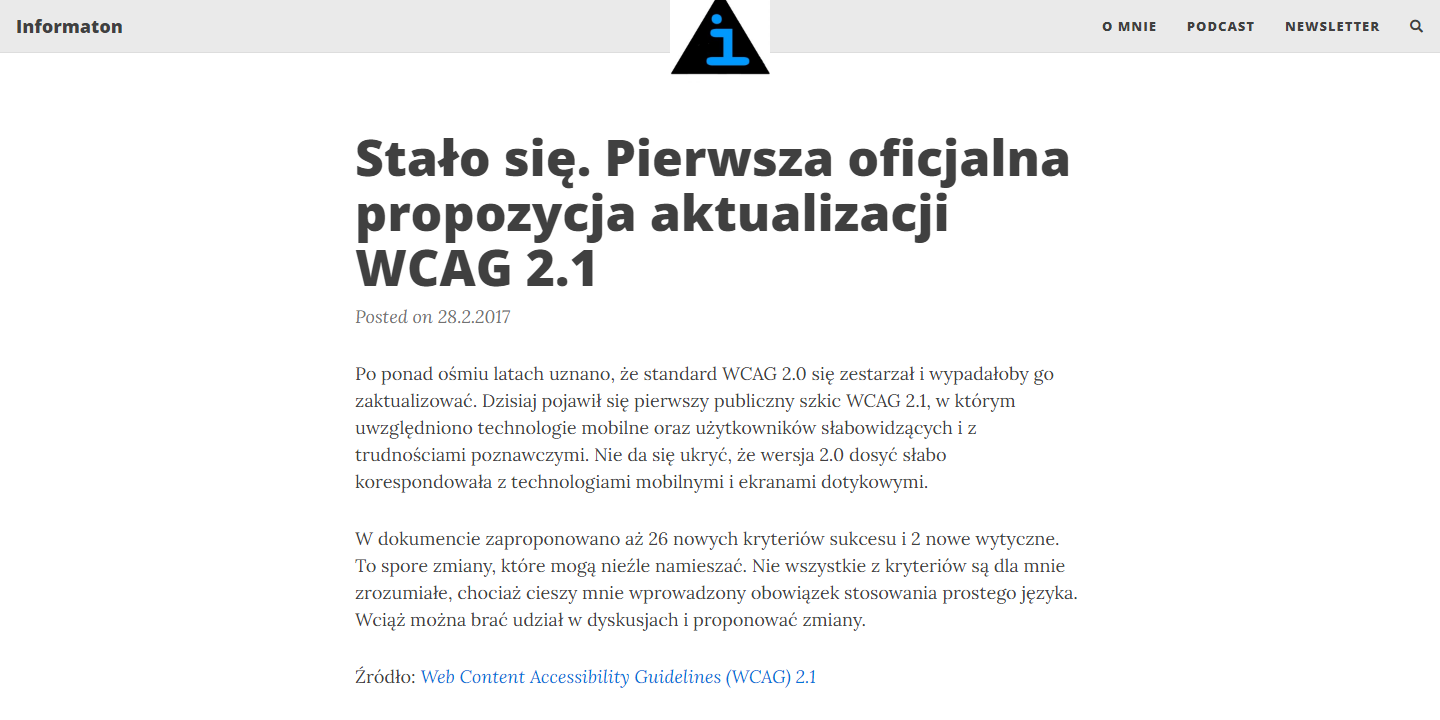 Informaton
i
O MNIE
PODCAST
NEWSLETTER
Stało się. Pierwsza oficjalna
propozycja aktualizacji
WCAG 2.1
Posted on 28.2.2017
Po ponad ośmiu latach uznano, że standard WCAG 2.0 się zestarzał i wypadałoby go
zaktualizować. Dzisiaj pojawił się pierwszy publiczny szkic WCAG 2.1, w którym
uwzględniono technologie mobilne oraz użytkowników słabowidzących i z
trudnościami poznawczymi. Nie da się ukryć, że wersja 2.0 dosyć słabo
korespondowała z technologiami mobilnymi i ekranami dotykowymi.
W dokumencie zaproponowano aż 26 nowych kryteriów sukcesu i 2 nowe wytyczne.
To spore zmiany, które mogą nieźle namieszać. Nie wszystkie z kryteriów są dla mnie
zrozumiałe, chociaż cieszy mnie wprowadzony obowiązek stosowania prostego języka.
Wciąż można brać udział w dyskusjach i proponować zmiany.
Źródło: Web Content Accessibility Guidelines (WCAG) 2.1